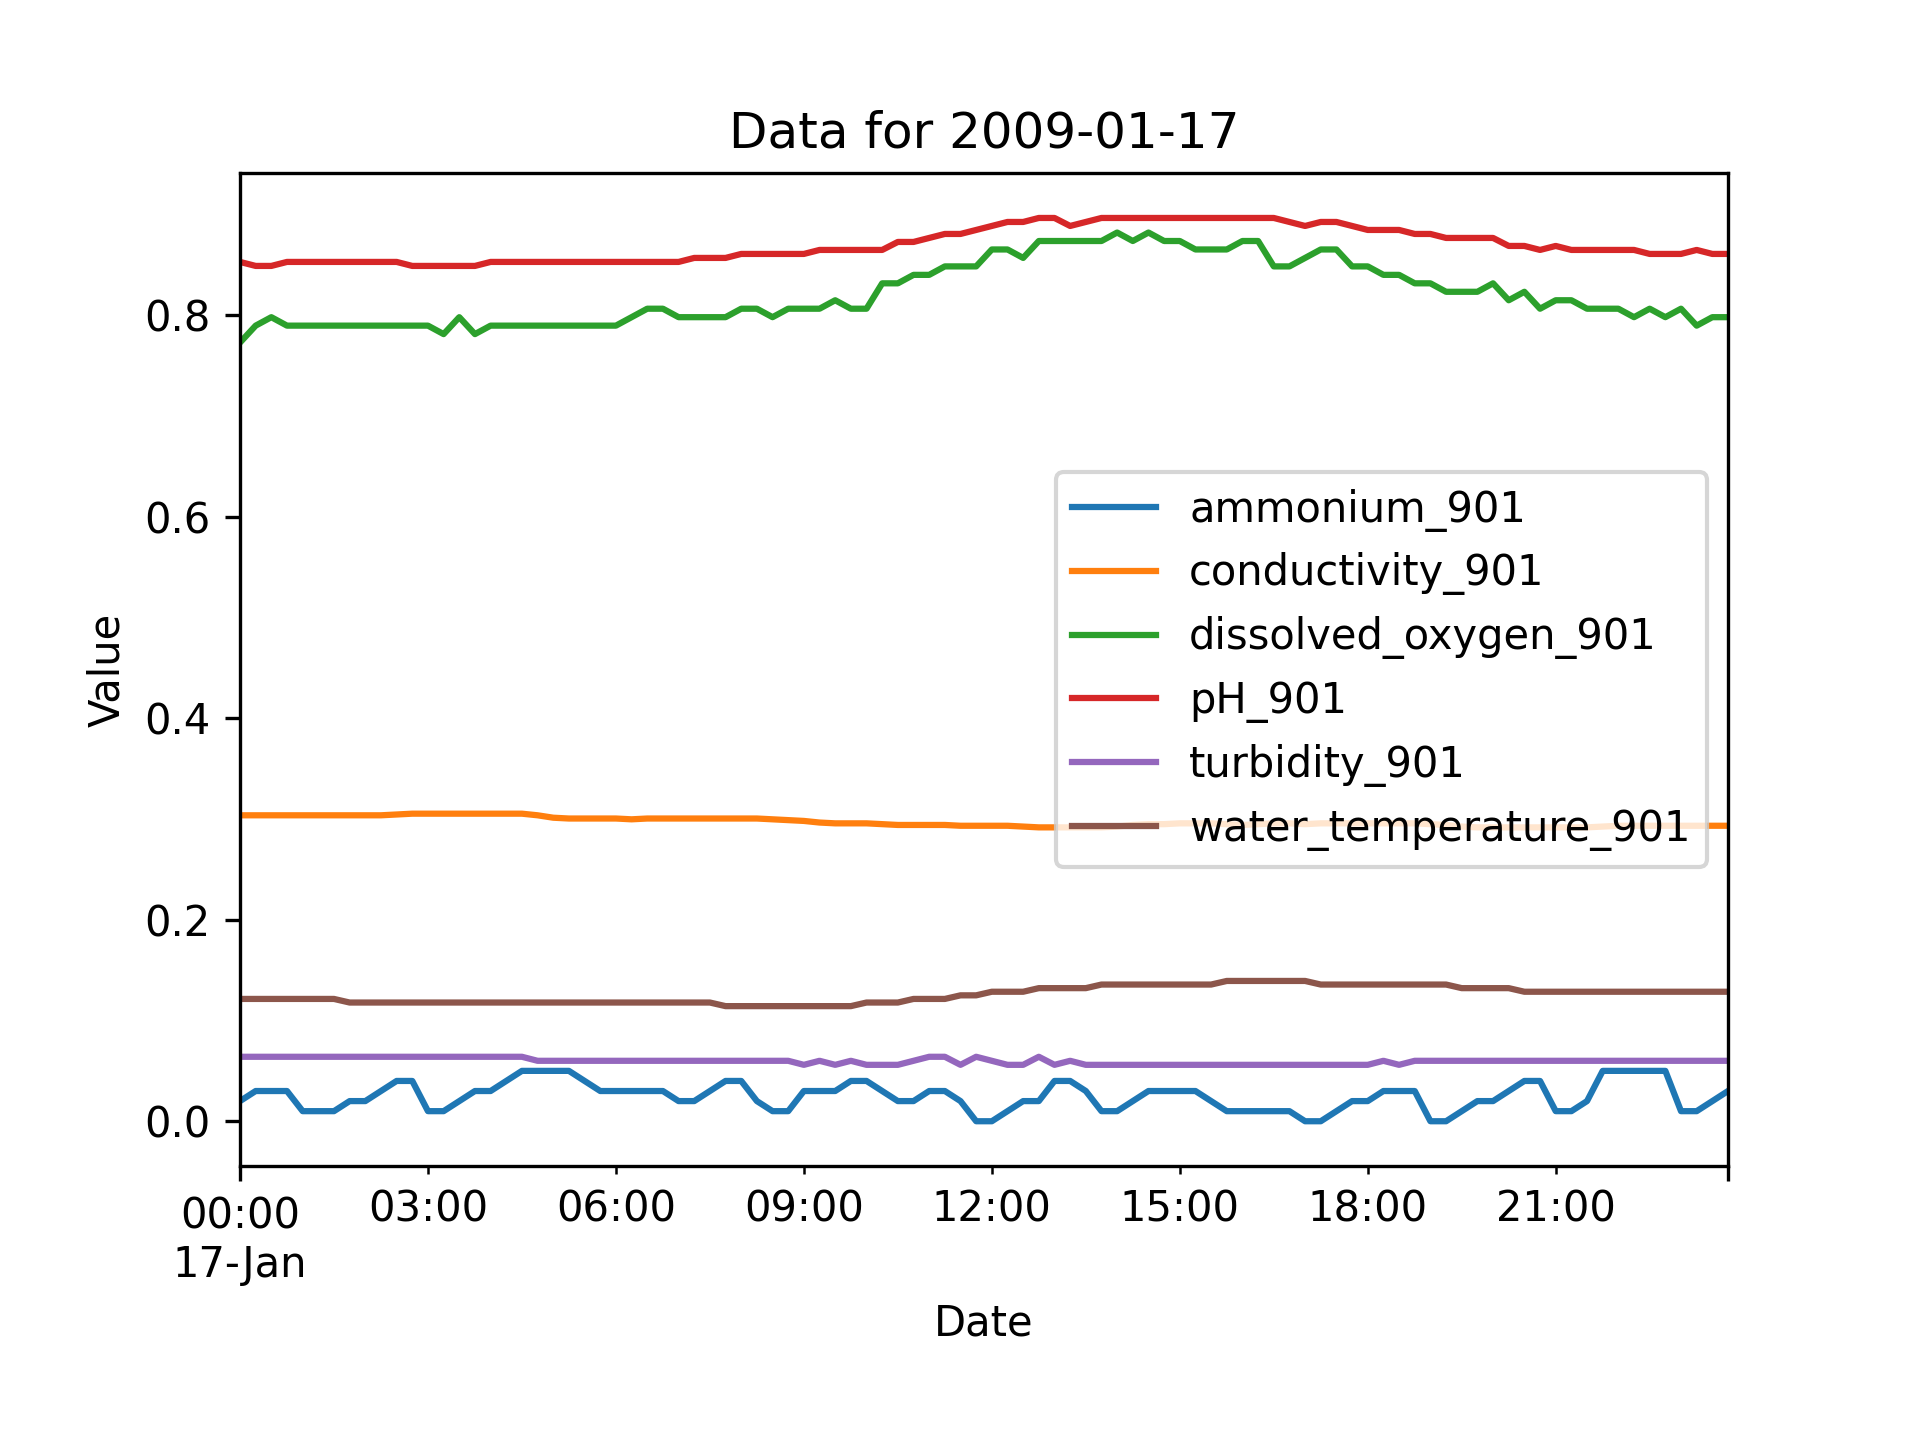 Data for 2009-01-17
Value
0.8
0.6
0.4
0.2
0.0
ammonium_901
conductivity_901
dissolved_oxygen_901
pH_901
turbidity_901
water_temperature_901
00:00 03:00 06:00 09:00 12:00 15:00 18:00 21:00
17-Jan
Date